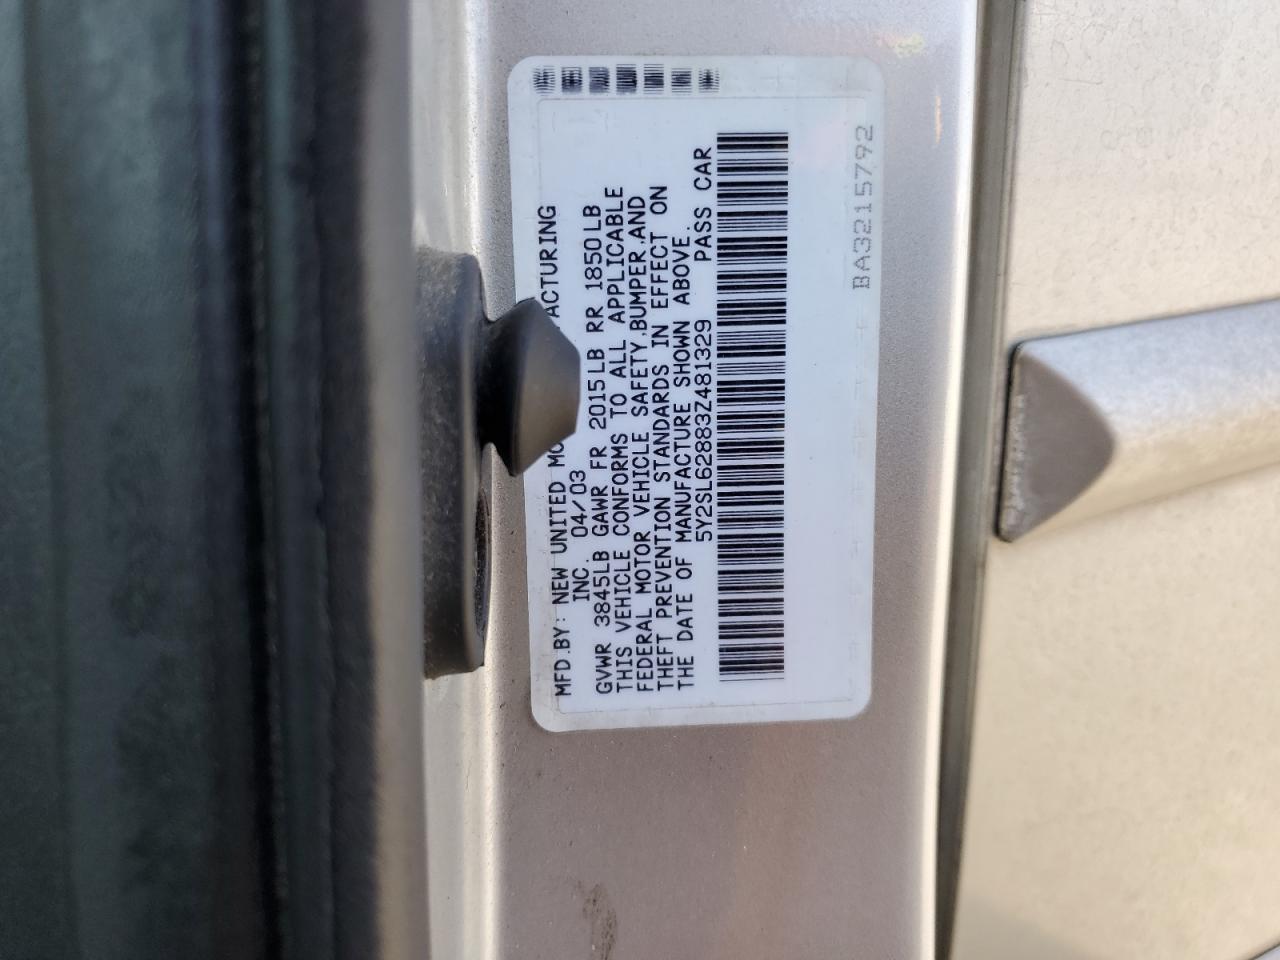 MFD.BY: NEW UNITED ACTURING
INC. 04/03
GVWR 3845LB GAWR FR 2015LB RR 1850LB
THIS VEHICLE CONFORMS TO ALL APPLICABLE
FEDERAL MOTOR VEHICLE SAFETY,BUMPER,AND
THEFT PREVENTION STANDARDS IN EFFECT ON
THE DATE OF MANUFACTURE SHOWN ABOVE.
5Y2SL62883Z481329 PASS CAR
BA3215792